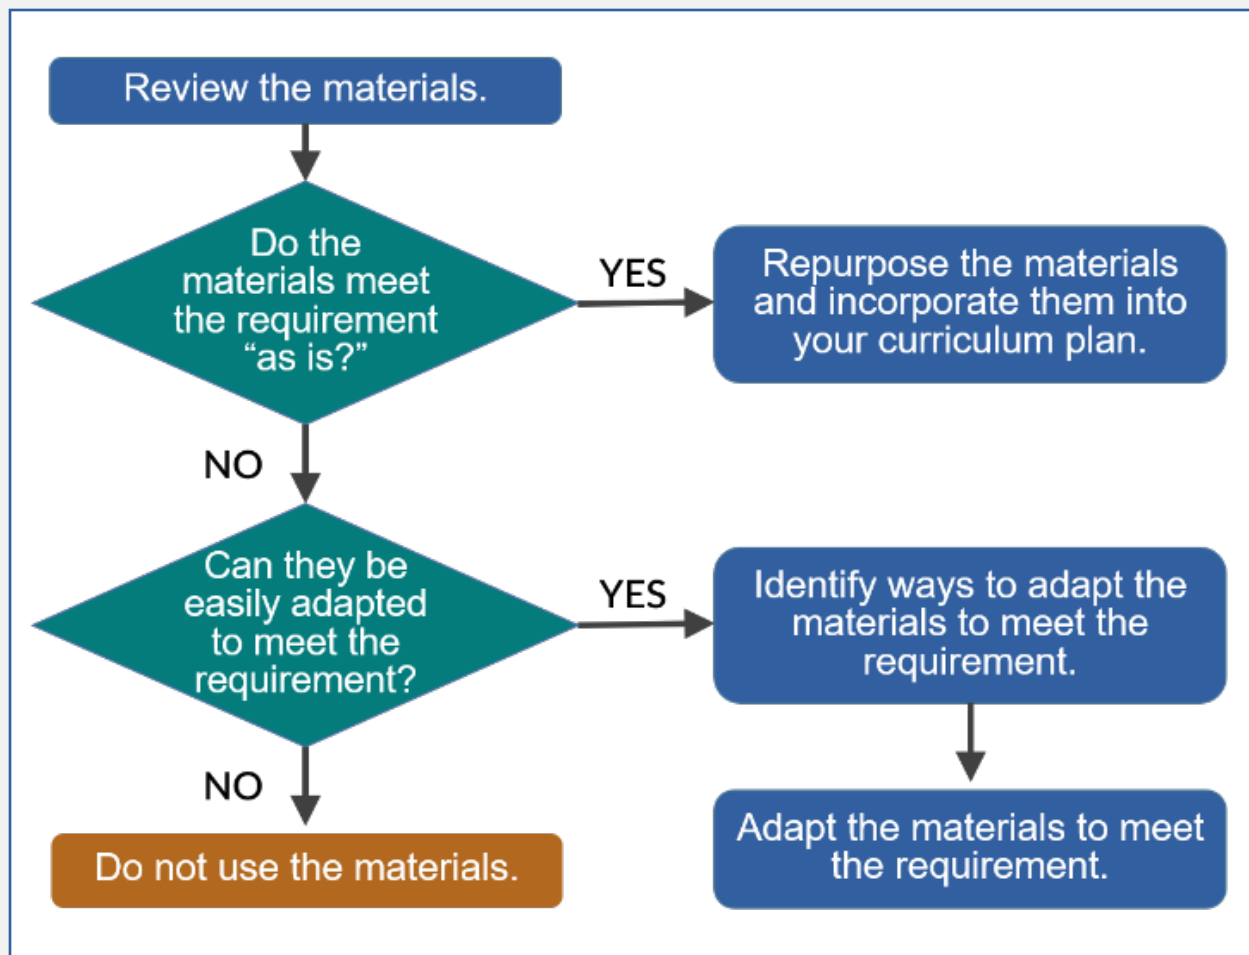 Review the materials.
Do the
materials meet
the requirement
“as is?”
YES
Repurpose the materials
and incorporate them into
your curriculum plan.
NO
Can they be
easily adapted
to meet the
requirement?
YES
Identify ways to adapt the
materials to meet the
requirement.
NO
Do not use the materials.
Adapt the materials to meet
the requirement.